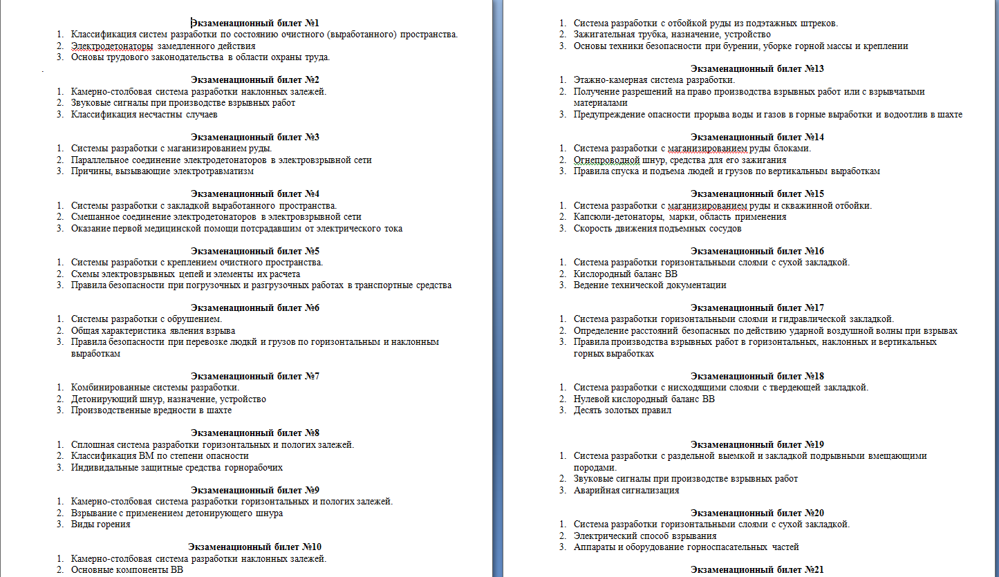 Экзаменационный билет №1
1. Классификация систем разработки по состоянию очистного (выработанного) пространства.
2. Электродетонаторы замедленного действия
3. Основы трудового законодательства в области охраны труда.
.
Экзаменационный билет №2
1. Камерно-столбовая система разработки наклонных залежей.
2. Звуковые сигналы при производстве взрывных работ
3. Классификация несчастны случаев
Экзаменационный билет №3
1. Системы разработки с маганизированием руды.
2. Параллельное соединение электродетонаторов в электровзрывной сети
3. Причины, вызывающие электротравматизм
Экзаменационный билет №4
1. Системы разработки с закладкой выработанного пространства.
2. Смешанное соединение электродетонаторов в электровзрывной сети
3. Оказание первой медицинской помощи потсрадавшим от электрического тока
Экзаменационный билет №5
1. Системы разработки с креплением очистного пространства.
2. Схемы электровзрывных цепей и элементы их расчета
3. Правила безопасности при погрузочных и разгрузочных работах в транспортные средства
Экзаменационный билет №6
1. Системы разработки с обрушением.
2. Общая характеристика явления взрыва
3. Правила безопасности при перевозке людкй и грузов по горизонтальным и наклонным
выработкам
Экзаменационный билет №7
1. Комбинированные системы разработки.
2. Детонирующий шнур, назначение, устройство
3. Производственные вредности в шахте
Экзаменационный билет №8
1. Сплошная система разработки горизонтальных и пологих залежей.
2. Классификация ВМ по степени опасности
3. Индивидальные защитные средства горнорабочих
Экзаменационный билет №9
1. Камерно-столбовая система разработки горизонтальных и пологих залежей.
2. Взрывание с применением детонирующего шнура
3. Виды горения
Экзаменационный билет №10
1. Камерно-столбовая система разработки наклонных залежей.
2. Основные компоненты ВВ
1. Система разработки с отбойкой руды из подэтажных штреков.
2. Зажигательная трубка, назначение, устройство
3. Основы техники безопасности при бурении, уборке горной массы и креплении
Экзаменационный билет №13
1. Этажно-камерная система разработки.
2. Получение разрешений на право производства взрывных работ или с взрывчатыми
материалами
3. Предупреждение опасности прорыва воды и газов в горные выработки и водоотлив в шахте
Экзаменационный билет №14
1. Система разработки с маганизированием руды блоками.
2. Огнепроводной шнур, средства для его зажигания
3. Правила спуска и подъема людей и грузов по вертикальным выработкам
Экзаменационный билет №15
1. Система разработки с маганизированием руды и скважинной отбойки.
2. Капсюли-детонаторы, марки, область применения
3. Скорость движения подъемных сосудов
Экзаменационный билет №16
1. Система разработки горизонтальными слоями с сухой закладкой.
2. Кислородный баланс ВВ
3. Ведение технической документации
Экзаменационный билет №17
1. Система разработки горизонтальными слоями и гидравлической закладкой.
2. Определение расстояний безопасных по действию ударной воздушной волны при взрывах
3. Правила производства взрывных работ в горизонтальных, наклонных и вертикальных
горных выработках
Экзаменационный билет №18
1. Система разработки с нисходящими слоями с твердеющей закладкой.
2. Нулевой кислородный баланс ВВ
3. Десять золотых правил
Экзаменационный билет №19
1. Система разработки с раздельной выемкой и закладкой подрывными вмещающими
породами.
2. Звуковые сигналы при производстве взрывных работ
3. Аварийная сигнализация
Экзаменационный билет №20
1. Система разработки горизонтальными слоями с сухой закладкой.
2. Электрический способ взрывания
3. Аппараты и оборудование горноспасательных частей
Экзаменационный билет №21